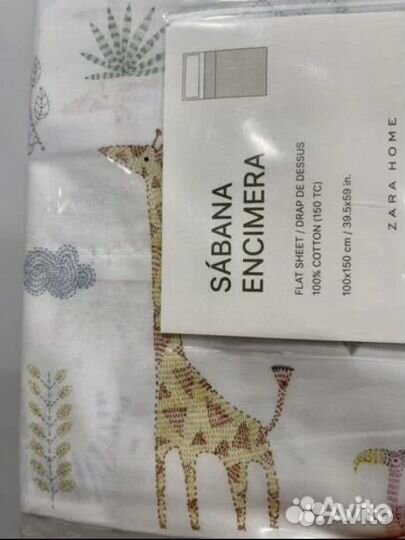 SÁBANA
ENCIMERA
FLAT SHEET / DRAP DE DESSUS
100% COTTON (150 TC)
100x150 cm / 39.5x59 in.
ZARA HOME
Avito